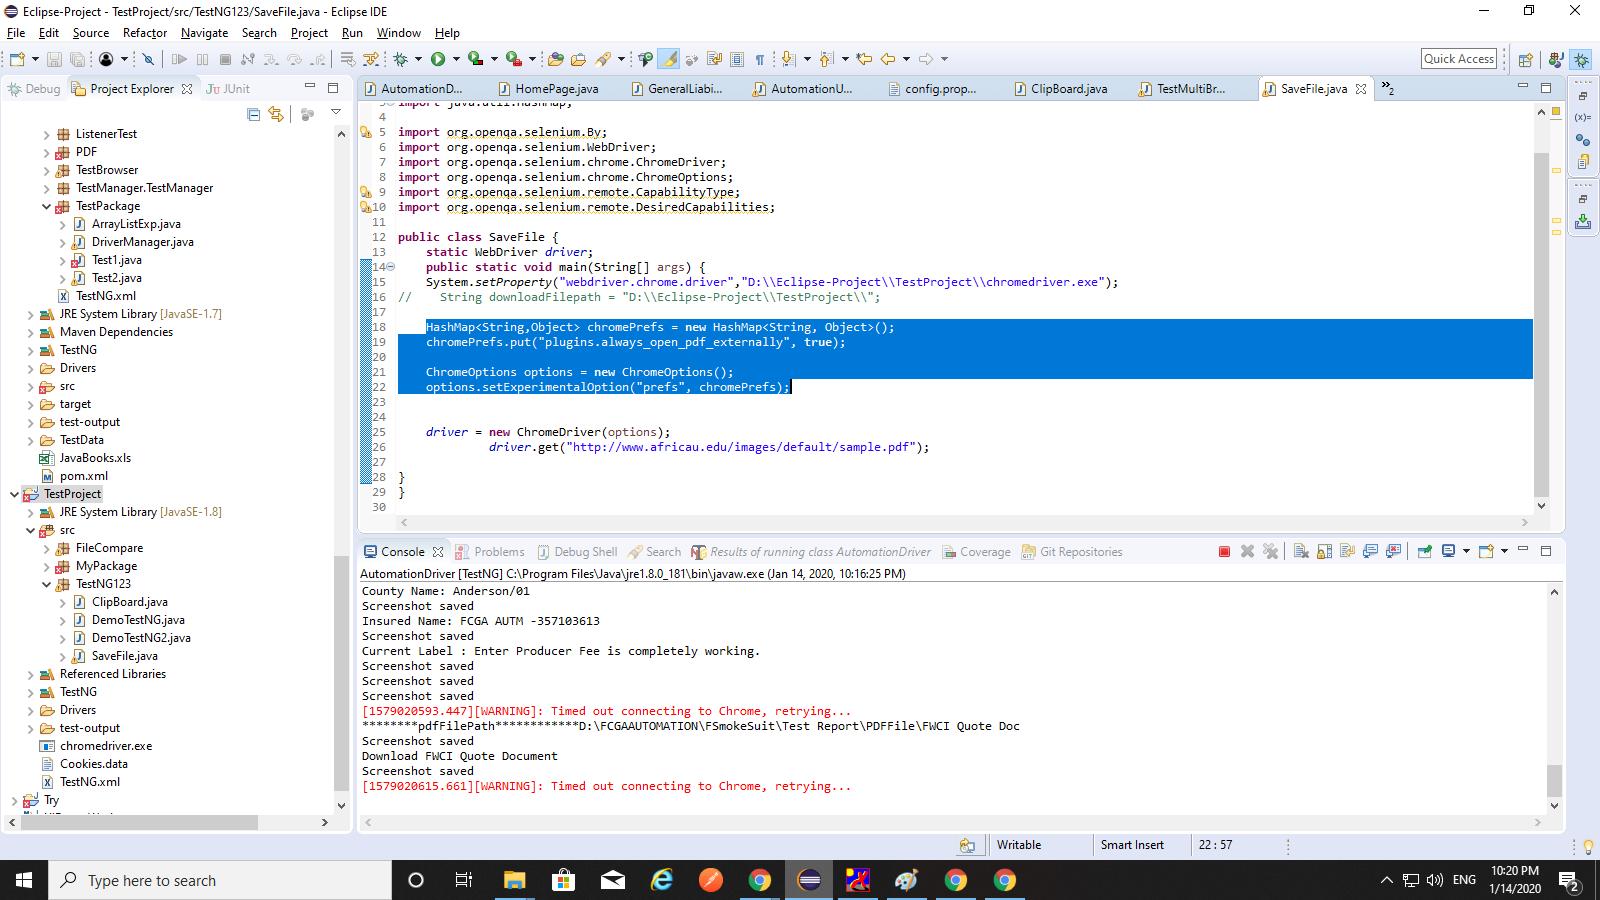 Eclipse-Project - TestProject/src/TestNG123/SaveFile.java - Eclipse IDE
File Edit Source Refactor Navigate Search Project Run Window Help
Quick Access
Debug Project Explorer JUnit
ListenerTest
PDF
TestBrowser
TestManager.TestManager
TestPackage
ArrayListExp.java
DriverManager.java
Test1.java
Test2.java
TestNG.xml
JRE System Library [JavaSE-1.7]
Maven Dependencies
TestNG
Drivers
src
target
test-output
TestData
JavaBooks.xls
pom.xml
TestProject
JRE System Library [JavaSE-1.8]
src
FileCompare
MyPackage
TestNG123
ClipBoard.java
DemoTestNG.java
DemoTestNG2.java
SaveFile.java
Referenced Libraries
TestNG
Drivers
test-output
chromedriver.exe
Cookies.data
TestNG.xml
Try
AutomationD... HomePage.java GeneralLiabi... AutomationU... config.prop... ClipBoard.java TestMultiBr... SaveFile.java »2
3 import java.util.HashMap;
4
5 import org.openqa.selenium.By;
6 import org.openqa.selenium.WebDriver;
7 import org.openqa.selenium.chrome.ChromeDriver;
8 import org.openqa.selenium.chrome.ChromeOptions;
9 import org.openqa.selenium.remote.CapabilityType;
10 import org.openqa.selenium.remote.DesiredCapabilities;
11
12 public class SaveFile {
13 static WebDriver driver;
14 public static void main(String[] args) {
15 System.setProperty("webdriver.chrome.driver","D:\\Eclipse-Project\\TestProject\\chromedriver.exe");
16 // String downloadFilepath = "D:\\Eclipse-Project\\TestProject\\";
17
18 HashMap<String,Object> chromePrefs = new HashMap<String, Object>();
19 chromePrefs.put("plugins.always_open_pdf_externally", true);
20
21 ChromeOptions options = new ChromeOptions();
22 options.setExperimentalOption("prefs", chromePrefs);
23
24
25 driver = new ChromeDriver(options);
26 driver.get("http://www.africau.edu/images/default/sample.pdf");
27
28 }
29 }
30
Console Problems Debug Shell Search Results of running class AutomationDriver Coverage Git Repositories
AutomationDriver [TestNG] C:\Program Files\Java\jre1.8.0_181\bin\javaw.exe (Jan 14, 2020, 10:16:25 PM)
County Name: Anderson/01
Screenshot saved
Insured Name: FCGA AUTM -357103613
Screenshot saved
Current Label : Enter Producer Fee is completely working.
Screenshot saved
Screenshot saved
Screenshot saved
[1579020593.447][WARNING]: Timed out connecting to Chrome, retrying...
********pdfFilePath************D:\FCGAAUTOMATION\FSmokeSuit\Test Report\PDFFile\FWCI Quote Doc
Screenshot saved
Download FWCI Quote Document
Screenshot saved
[1579020615.661][WARNING]: Timed out connecting to Chrome, retrying...
Writable Smart Insert 22 : 57
Type here to search
ENG
10:20 PM
1/14/2020
2